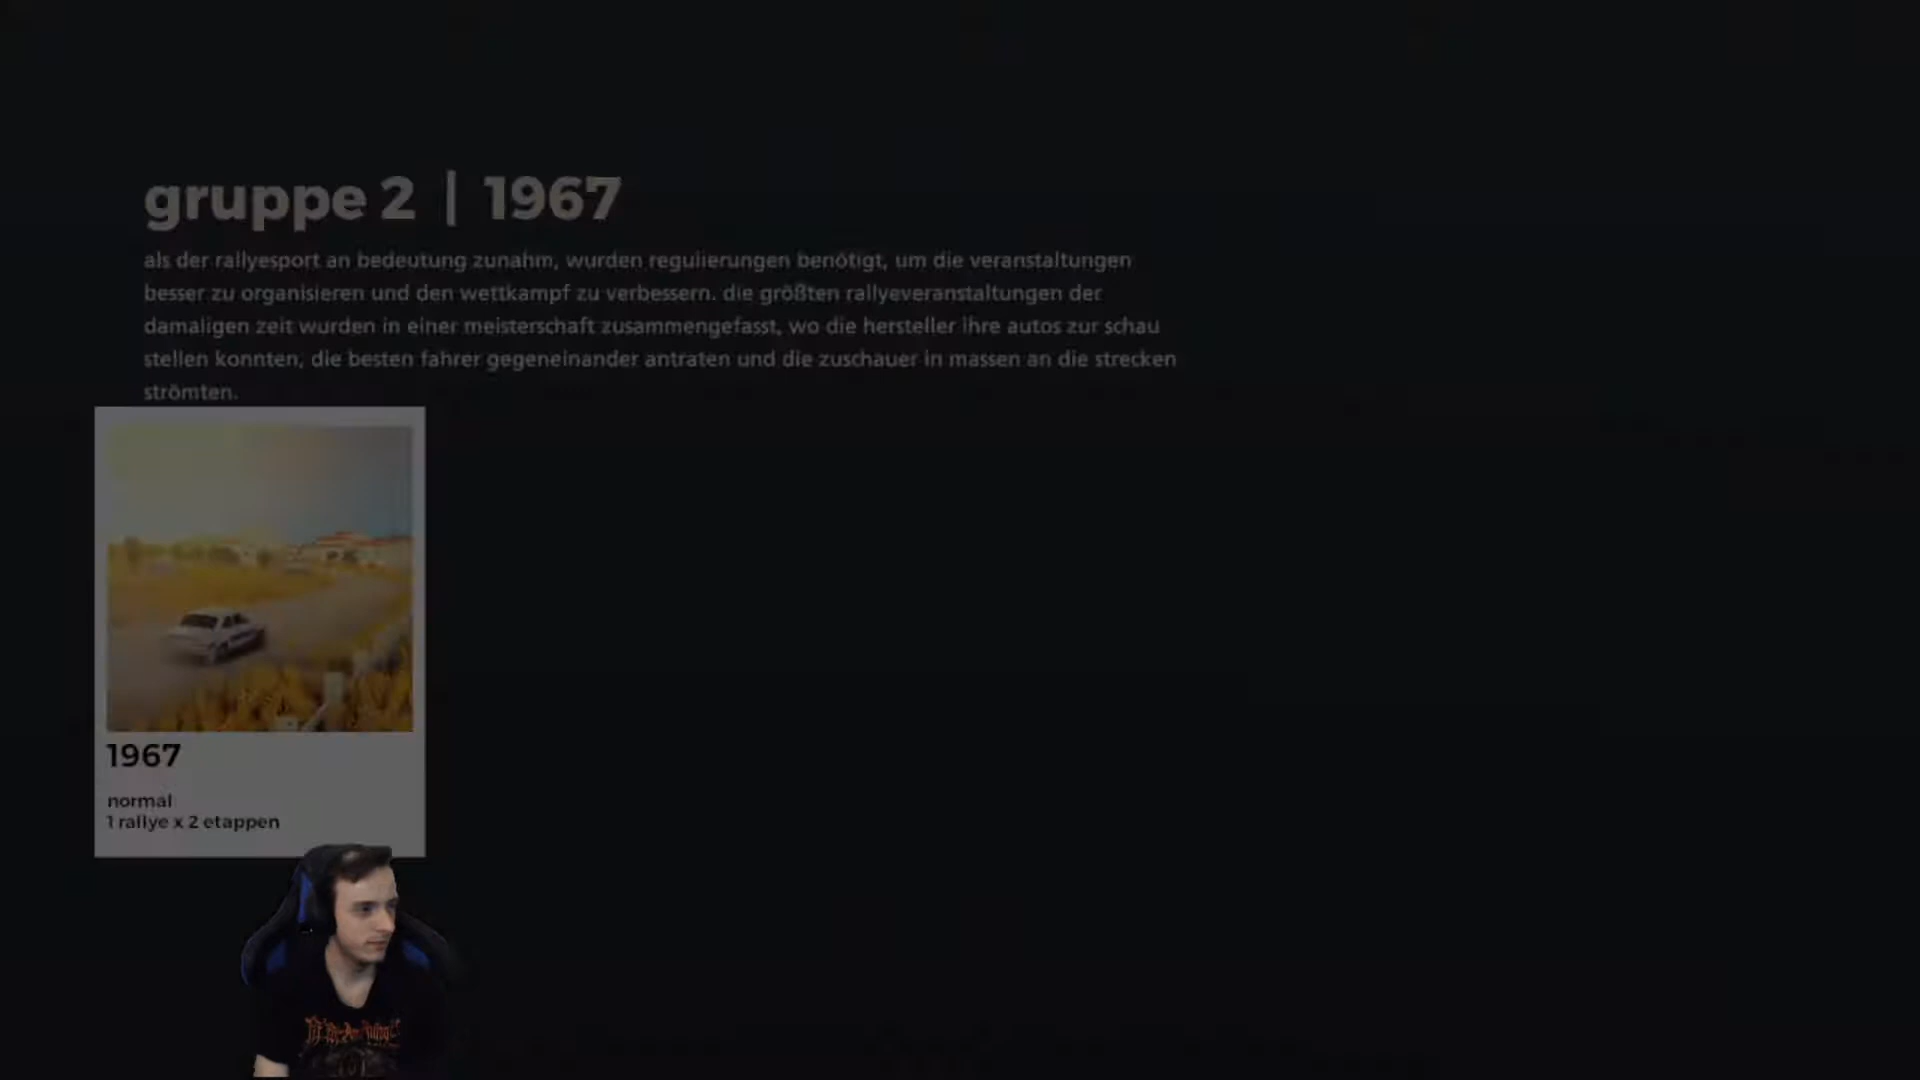 gruppe 2 | 1967
als der rallyesport an bedeutung zunahm, wurden regulierungen benötigt, um die veranstaltungen
besser zu organisieren und den wettkampf zu verbessern. die größten rallyeveranstaltungen der
damaligen zeit wurden in einer meisterschaft zusammengefasst, wo die hersteller ihre autos zur schau
stellen konnten, die besten fahrer gegeneinander antraten und die zuschauer in massen an die strecken
strömten.
1967
normal
1 rallye x 2 etappen